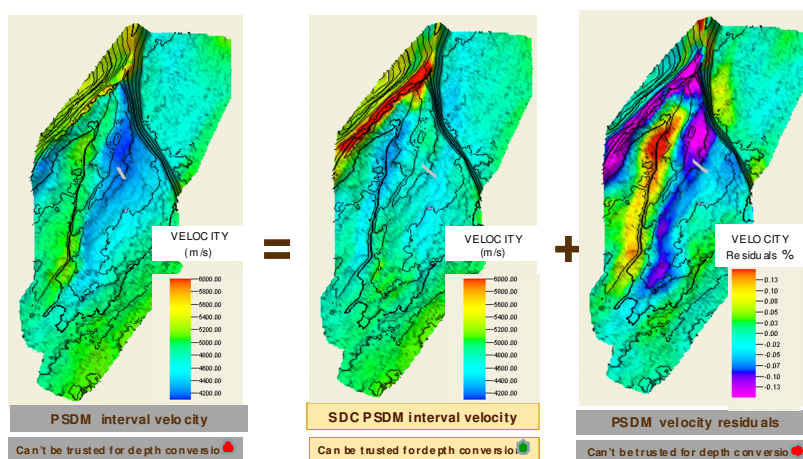 VELOCITY
(m/s)
6000.00
5800.00
5600.00
5400.00
5200.00
5000.00
4800.00
4600.00
4400.00
4200.00
=
VELOCITY
(m/s)
6000.00
5800.00
5600.00
5400.00
5200.00
5000.00
4800.00
4600.00
4400.00
4200.00
+
VELOCITY
Residuals %
0.13
0.10
0.08
0.05
0.03
0.00
-0.02
-0.05
-0.07
-0.10
-0.13
PSDM interval velocity
SDC PSDM interval velocity
PSDM velocity residuals
Can't be trusted for depth conversio
Can be trusted for depth conversion
Can't be trusted for depth conversio